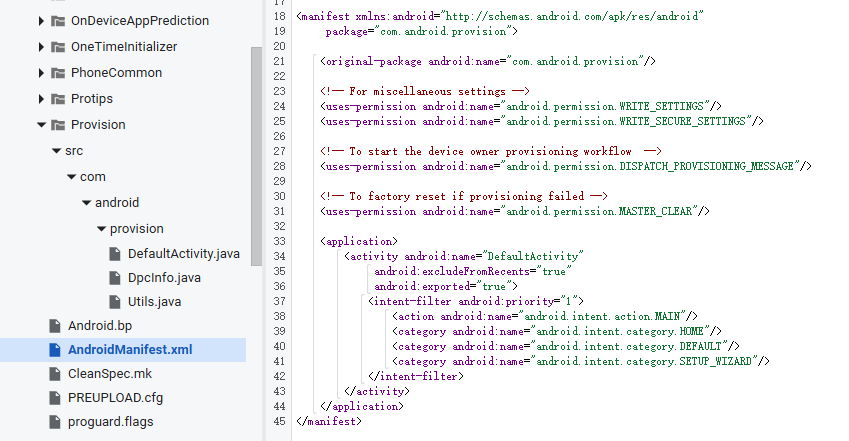 OnDeviceAppPrediction
OneTimeInitializer
PhoneCommon
Protips
Provision
src
com
android
provision
DefaultActivity.java
DpcInfo.java
Utils.java
Android.bp
AndroidManifest.xml
CleanSpec.mk
PREUPLOAD.cfg
proguard.flags
17
18 <manifest xmlns:android="http://schemas.android.com/apk/res/android"
19 package="com.android.provision">
20
21 <original-package android:name="com.android.provision"/>
22
23 <!-- For miscellaneous settings -->
24 <uses-permission android:name="android.permission.WRITE_SETTINGS"/>
25 <uses-permission android:name="android.permission.WRITE_SECURE_SETTINGS"/>
26
27 <!-- To start the device owner provisioning workflow -->
28 <uses-permission android:name="android.permission.DISPATCH_PROVISIONING_MESSAGE"/>
29
30 <!-- To factory reset if provisioning failed -->
31 <uses-permission android:name="android.permission.MASTER_CLEAR"/>
32
33 <application>
34 <activity android:name="DefaultActivity"
35 android:excludeFromRecents="true"
36 android:exported="true">
37 <intent-filter android:priority="1">
38 <action android:name="android.intent.action.MAIN"/>
39 <category android:name="android.intent.category.HOME"/>
40 <category android:name="android.intent.category.DEFAULT"/>
41 <category android:name="android.intent.category.SETUP_WIZARD"/>
42 </intent-filter>
43 </activity>
44 </application>
45 </manifest>